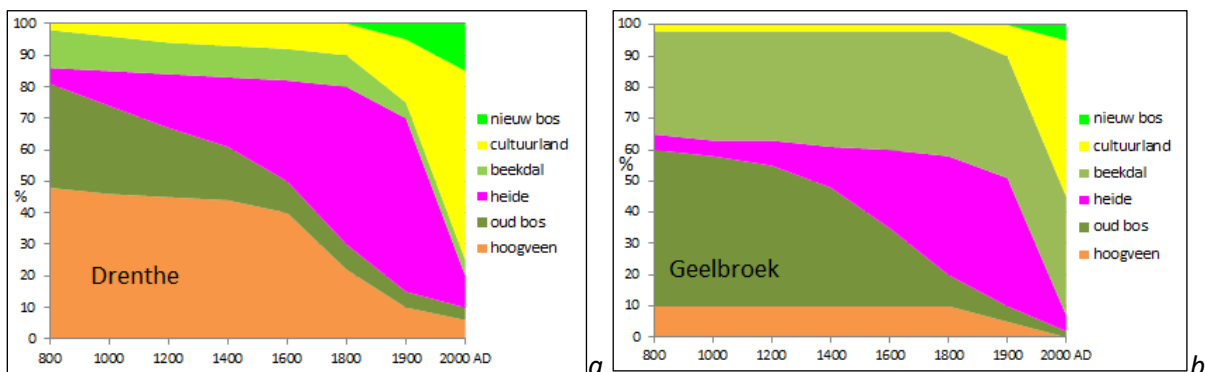 100
90
80
70
60
50
%
40
30
20
10
0
Drenthe
800 1000 1200 1400 1600 1800 1900 2000 AD
nieuw bos
cultuurland
beekdal
heide
oud bos
hoogveen
a
100
90
80
70
60
%
50
40
30
20
10
0
Geelbroek
800 1000 1200 1400 1600 1800 1900 2000 AD
nieuw bos
cultuurland
beekdal
heide
oud bos
hoogveen
b